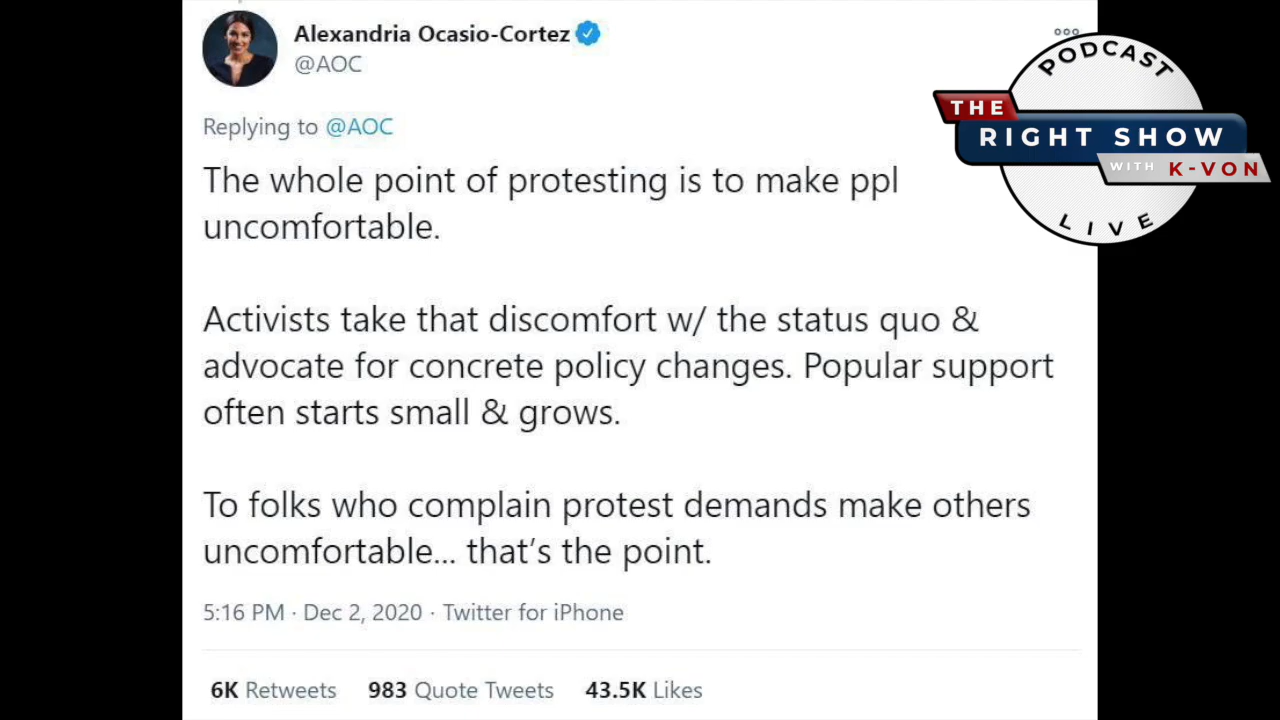 Alexandria Ocasio-Cortez
@AOC
Replying to @AOC
The whole point of protesting is to make ppl
uncomfortable.
Activists take that discomfort w/ the status quo &
advocate for concrete policy changes. Popular support
often starts small & grows.
To folks who complain protest demands make others
uncomfortable... that's the point.
5:16 PM · Dec 2, 2020 · Twitter for iPhone
6K Retweets 983 Quote Tweets 43.5K Likes
PODCAST
THE
RIGHT SHOW
WITH K-VON
LIVE